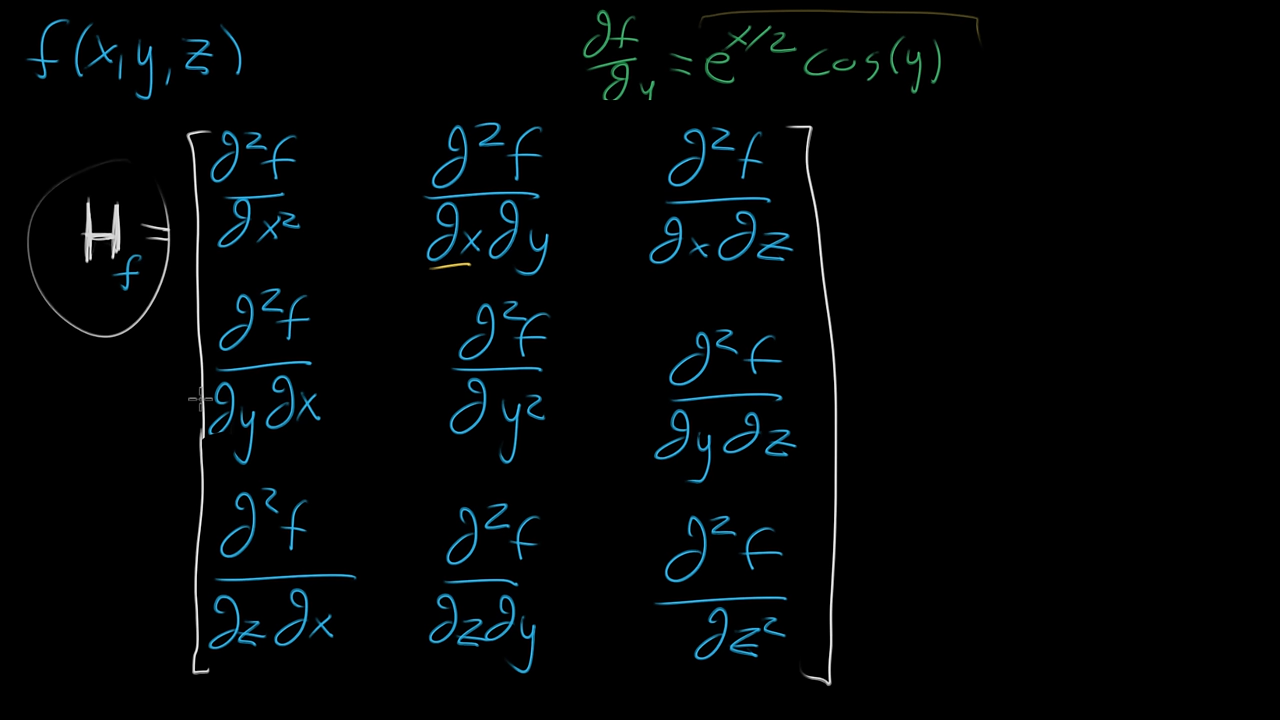 f(x,y,z)
∂f/∂y = e^{x/2} cos(y)
H_f =
∂²f/∂x² ∂²f/∂x∂y ∂²f/∂x∂z
∂²f/∂y∂x ∂²f/∂y² ∂²f/∂y∂z
∂²f/∂z∂x ∂²f/∂z∂y ∂²f/∂z²